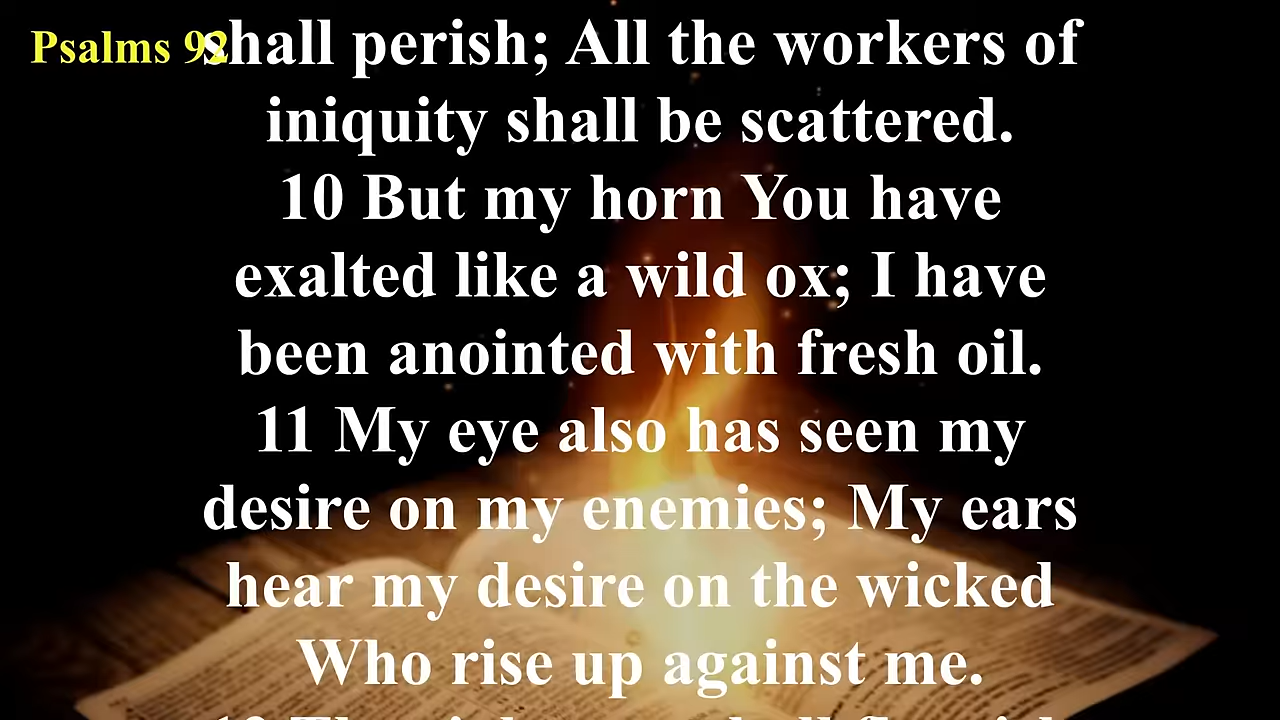 Psalms 92
shall perish; All the workers of
iniquity shall be scattered.
10 But my horn You have
exalted like a wild ox; I have
been anointed with fresh oil.
11 My eye also has seen my
desire on my enemies; My ears
hear my desire on the wicked
Who rise up against me.